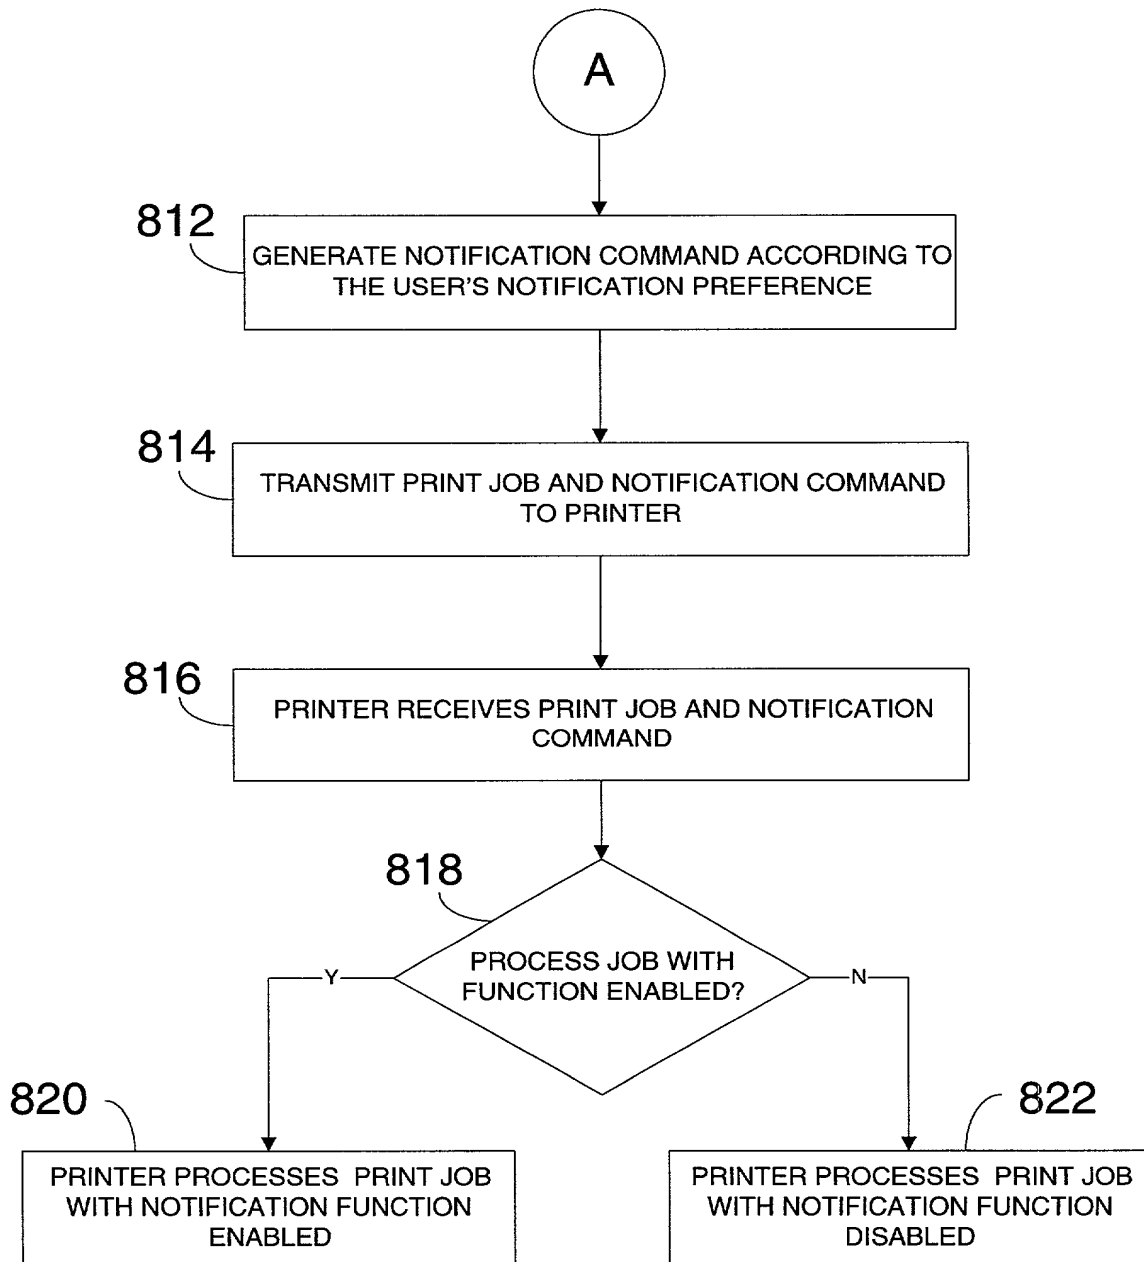 A
812
GENERATE NOTIFICATION COMMAND ACCORDING TO
THE USER'S NOTIFICATION PREFERENCE
814
TRANSMIT PRINT JOB AND NOTIFICATION COMMAND
TO PRINTER
816
PRINTER RECEIVES PRINT JOB AND NOTIFICATION
COMMAND
818
PROCESS JOB WITH
FUNCTION ENABLED?
Y
N
820
PRINTER PROCESSES PRINT JOB
WITH NOTIFICATION FUNCTION
ENABLED
822
PRINTER PROCESSES PRINT JOB
WITH NOTIFICATION FUNCTION
DISABLED